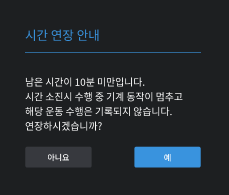 시간 연장 안내
남은 시간이 10분 미만입니다.
시간 소진시 수행 중 기계 동작이 멈추고
해당 운동 수행은 기록되지 않습니다.
연장하시겠습니까?
아니요
예